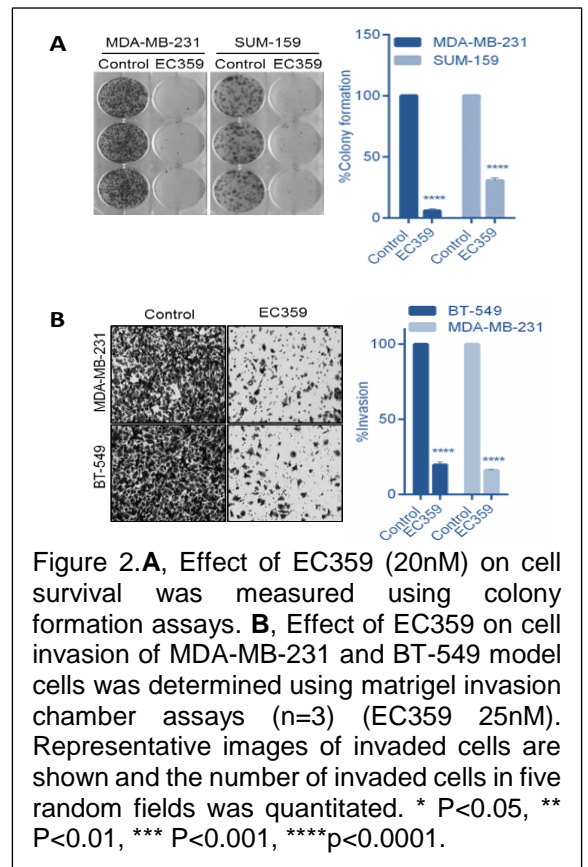 A
MDA-MB-231 SUM-159
Control EC359 Control EC359
MDA-MB-231
SUM-159
%Colony formation
150
100
50
0
****
****
Control
EC359
Control
EC359
B
Control EC359
MDA-MB-231
BT-549
BT-549
MDA-MB-231
%Invasion
100
50
0
****
****
Control
EC359
Control
EC359
Figure 2.A, Effect of EC359 (20nM) on cell
survival was measured using colony
formation assays. B, Effect of EC359 on cell
invasion of MDA-MB-231 and BT-549 model
cells was determined using matrigel invasion
chamber assays (n=3) (EC359 25nM).
Representative images of invaded cells are
shown and the number of invaded cells in five
random fields was quantitated. * P<0.05, **
P<0.01, *** P<0.001, ****p<0.0001.